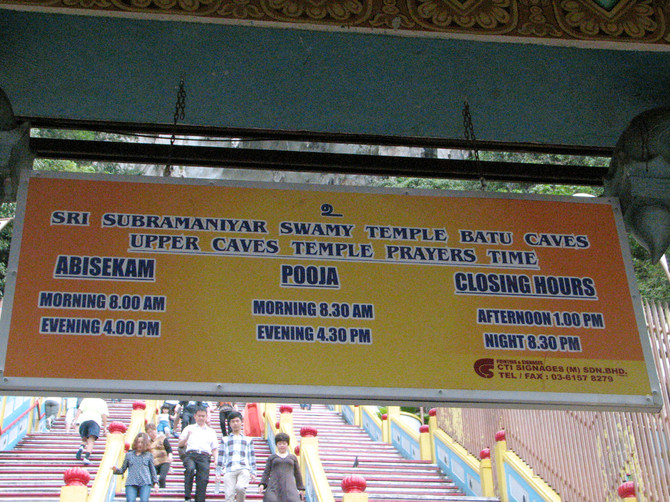 உ
SRI SUBRAMANIYAR SWAMY TEMPLE BATU CAVES
UPPER CAVES TEMPLE PRAYERS TIME
ABISEKAM
MORNING 8.00 AM
EVENING 4.00 PM
POOJA
MORNING 8.30 AM
EVENING 4.30 PM
CLOSING HOURS
AFTERNOON 1.00 PM
NIGHT 8.30 PM
PRINTING & SIGNAGES
CTI SIGNAGES (M) SDN.BHD.
TEL / FAX : 03-6157 8279